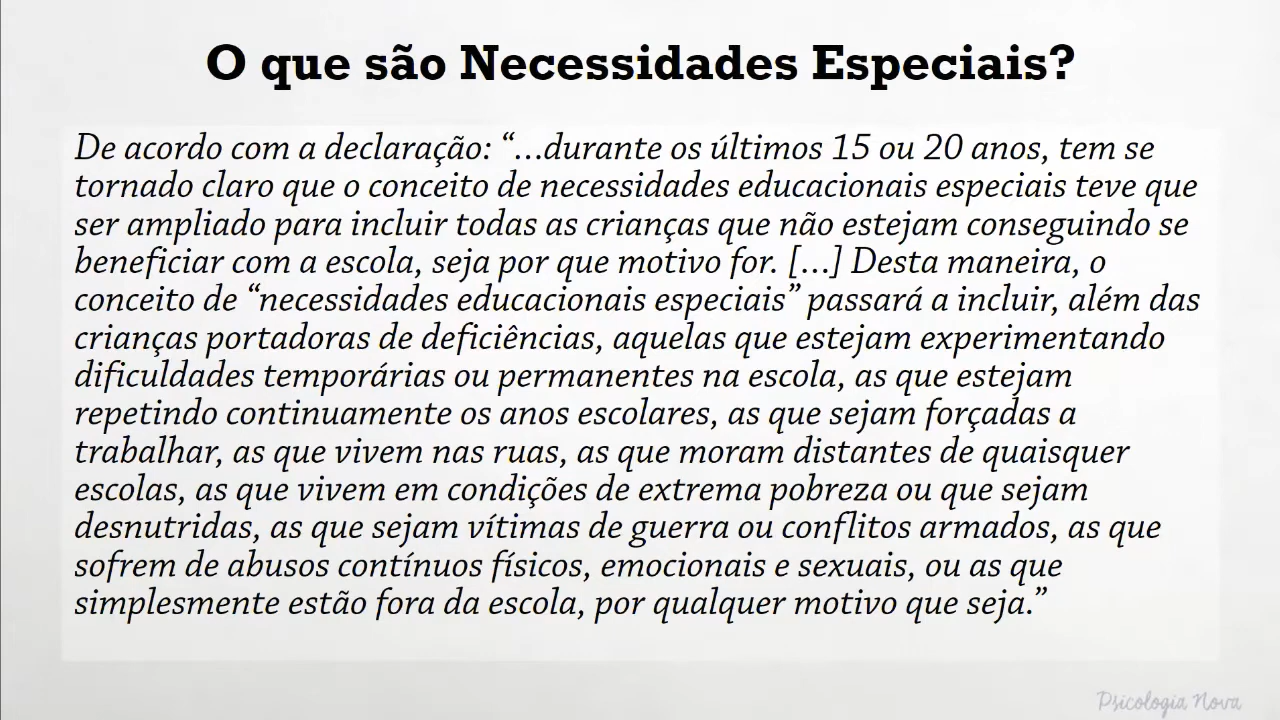 O que são Necessidades Especiais?
De acordo com a declaração: “...durante os últimos 15 ou 20 anos, tem se
tornado claro que o conceito de necessidades educacionais especiais teve que
ser ampliado para incluir todas as crianças que não estejam conseguindo se
beneficiar com a escola, seja por que motivo for. [...] Desta maneira, o
conceito de “necessidades educacionais especiais” passará a incluir, além das
crianças portadoras de deficiências, aquelas que estejam experimentando
dificuldades temporárias ou permanentes na escola, as que estejam
repetindo continuamente os anos escolares, as que sejam forçadas a
trabalhar, as que vivem nas ruas, as que moram distantes de quaisquer
escolas, as que vivem em condições de extrema pobreza ou que sejam
desnutridas, as que sejam vítimas de guerra ou conflitos armados, as que
sofrem de abusos contínuos físicos, emocionais e sexuais, ou as que
simplesmente estão fora da escola, por qualquer motivo que seja.”
Psicologia Nova